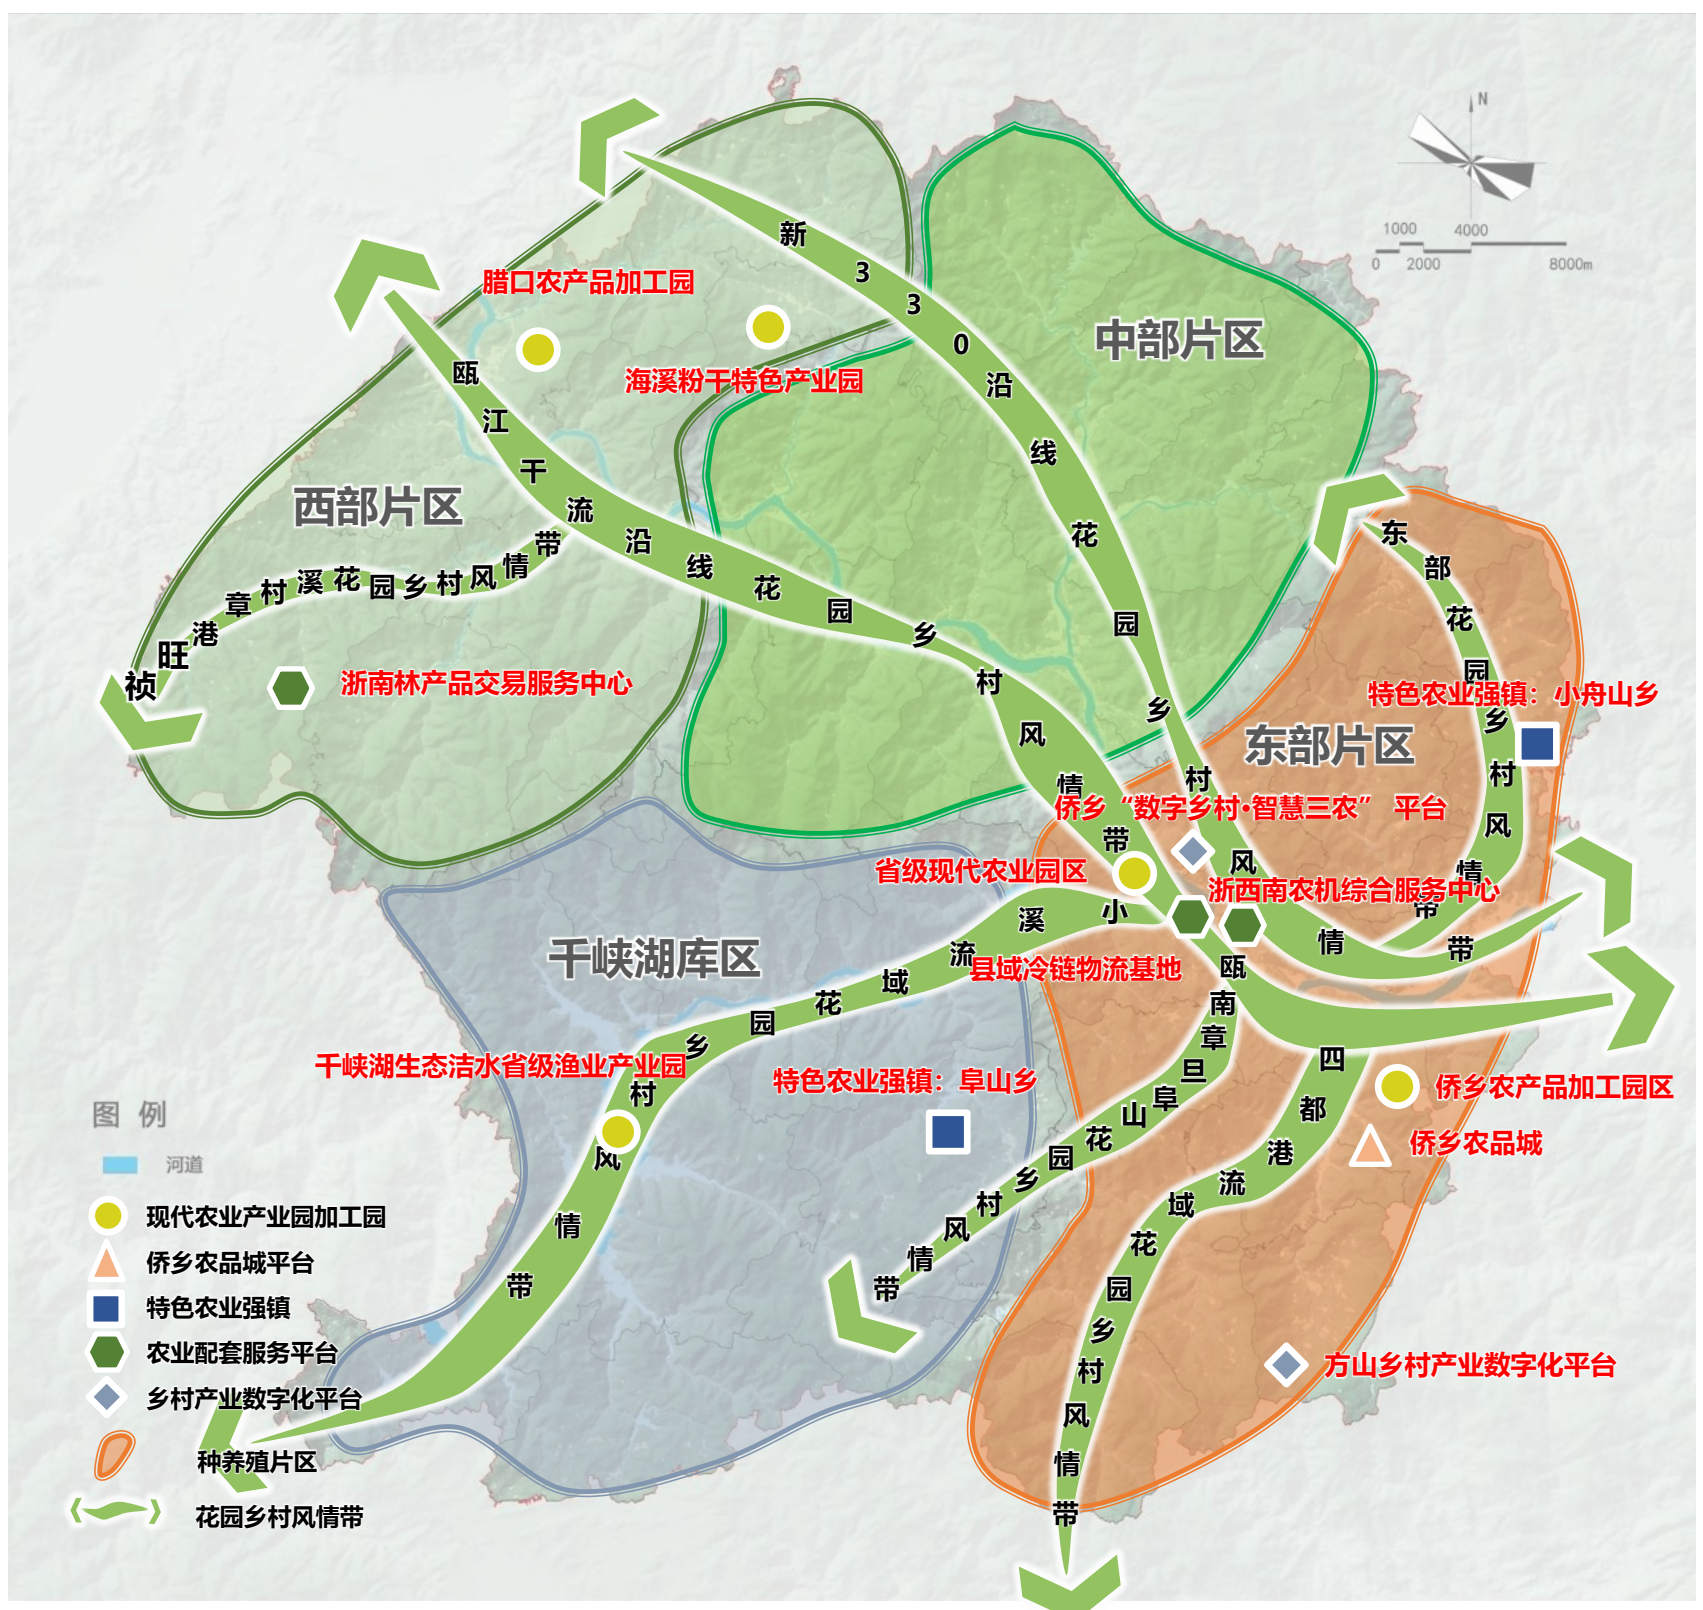 N
1000 4000
0 2000 8000m
新330沿线花园乡村风情带
腊口农产品加工园
海溪粉干特色产业园
中部片区
瓯江干流沿线花园乡村风情带
西部片区
祯旺港章村溪花园乡村风情带
浙南林产品交易服务中心
东部花园乡村风情带
特色农业强镇：小舟山乡
东部片区
侨乡“数字乡村·智慧三农” 平台
省级现代农业园区
浙西南农机综合服务中心
千峡湖库区
小溪流域花园乡村风情带
县域冷链物流基地
瓯南章旦阜山花园乡村风情带
四都港流域花园乡村风情带
千峡湖生态洁水省级渔业产业园
特色农业强镇：阜山乡
侨乡农产品加工园区
侨乡农品城
方山乡村产业数字化平台
图 例
河道
现代农业产业园加工园
侨乡农品城平台
特色农业强镇
农业配套服务平台
乡村产业数字化平台
种养殖片区
花园乡村风情带